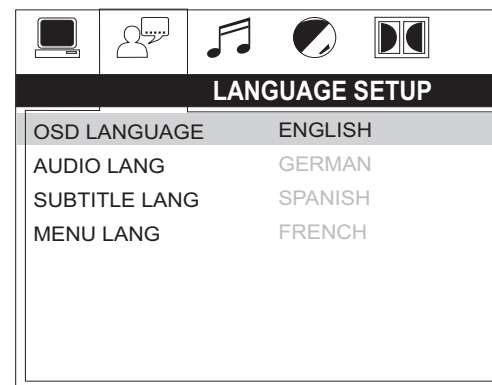 LANGUAGE SETUP
OSD LANGUAGE ENGLISH
AUDIO LANG GERMAN
SUBTITLE LANG SPANISH
MENU LANG FRENCH